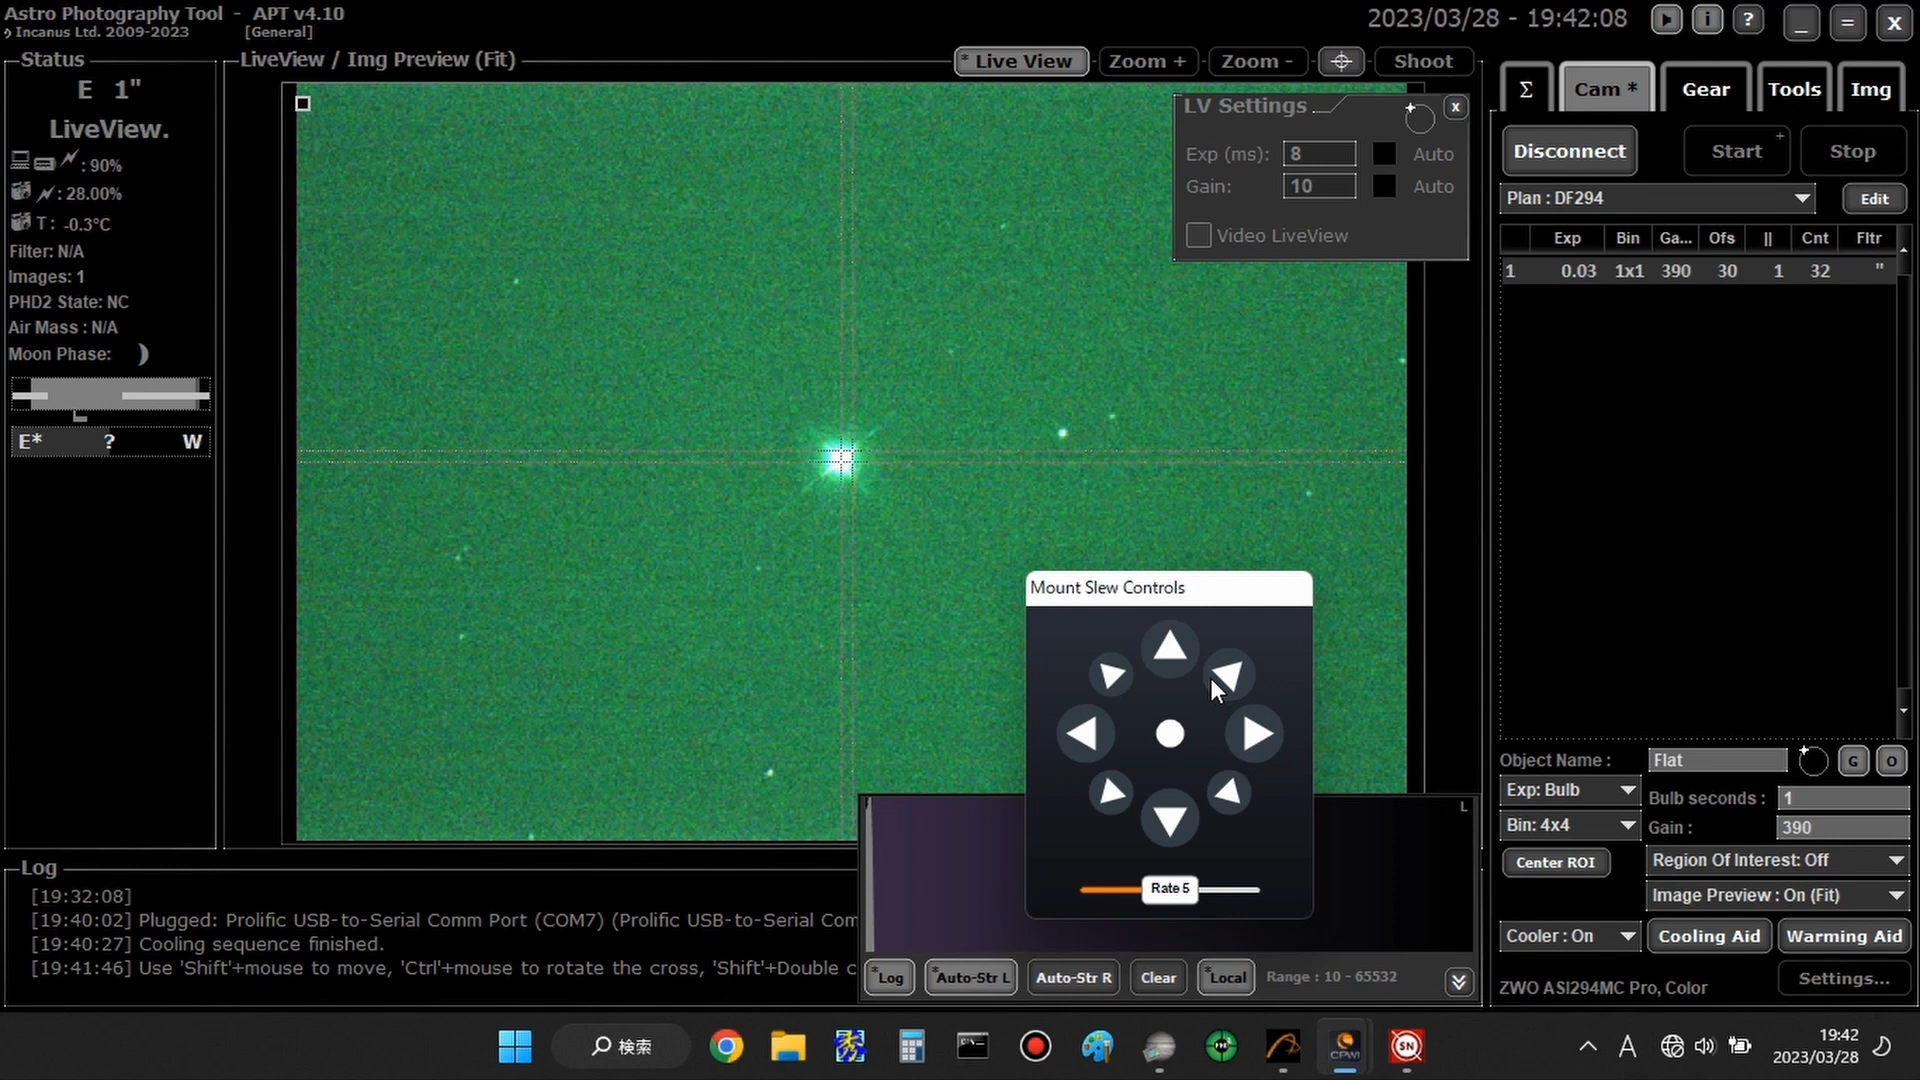 Astro Photography Tool - APT v4.10
Incanus Ltd. 2009-2023 [General]
2023/03/28 - 19:42:08
i ? _ = X
Status
E 1"
LiveView.
: 90%
: 28.00%
T : -0.3°C
Filter: N/A
Images: 1
PHD2 State: NC
Air Mass : N/A
Moon Phase:
E* ? W
LiveView / Img Preview (Fit)
* Live View Zoom + Zoom - Shoot
LV Settings x
Exp (ms): 8 Auto
Gain: 10 Auto
Video LiveView
Mount Slew Controls
Rate 5
L
*Log *Auto-Str L Auto-Str R Clear *Local Range : 10 - 65532
Log
[19:32:08]
[19:40:02] Plugged: Prolific USB-to-Serial Comm Port (COM7) (Prolific USB-to-Serial Com
[19:40:27] Cooling sequence finished.
[19:41:46] Use 'Shift'+mouse to move, 'Ctrl'+mouse to rotate the cross, 'Shift'+Double c
Σ Cam * Gear Tools Img
Disconnect Start + Stop
Plan : DF294 Edit
Exp Bin Ga... Ofs || Cnt Fltr
1 0.03 1x1 390 30 1 32 "
Object Name : Flat G O
Exp: Bulb Bulb seconds : 1
Bin: 4x4 Gain : 390
Center ROI Region Of Interest: Off
Image Preview : On (Fit)
Cooler : On Cooling Aid Warming Aid
ZWO ASI294MC Pro, Color Settings...
検索
CPWI
SN
A
19:42
2023/03/28